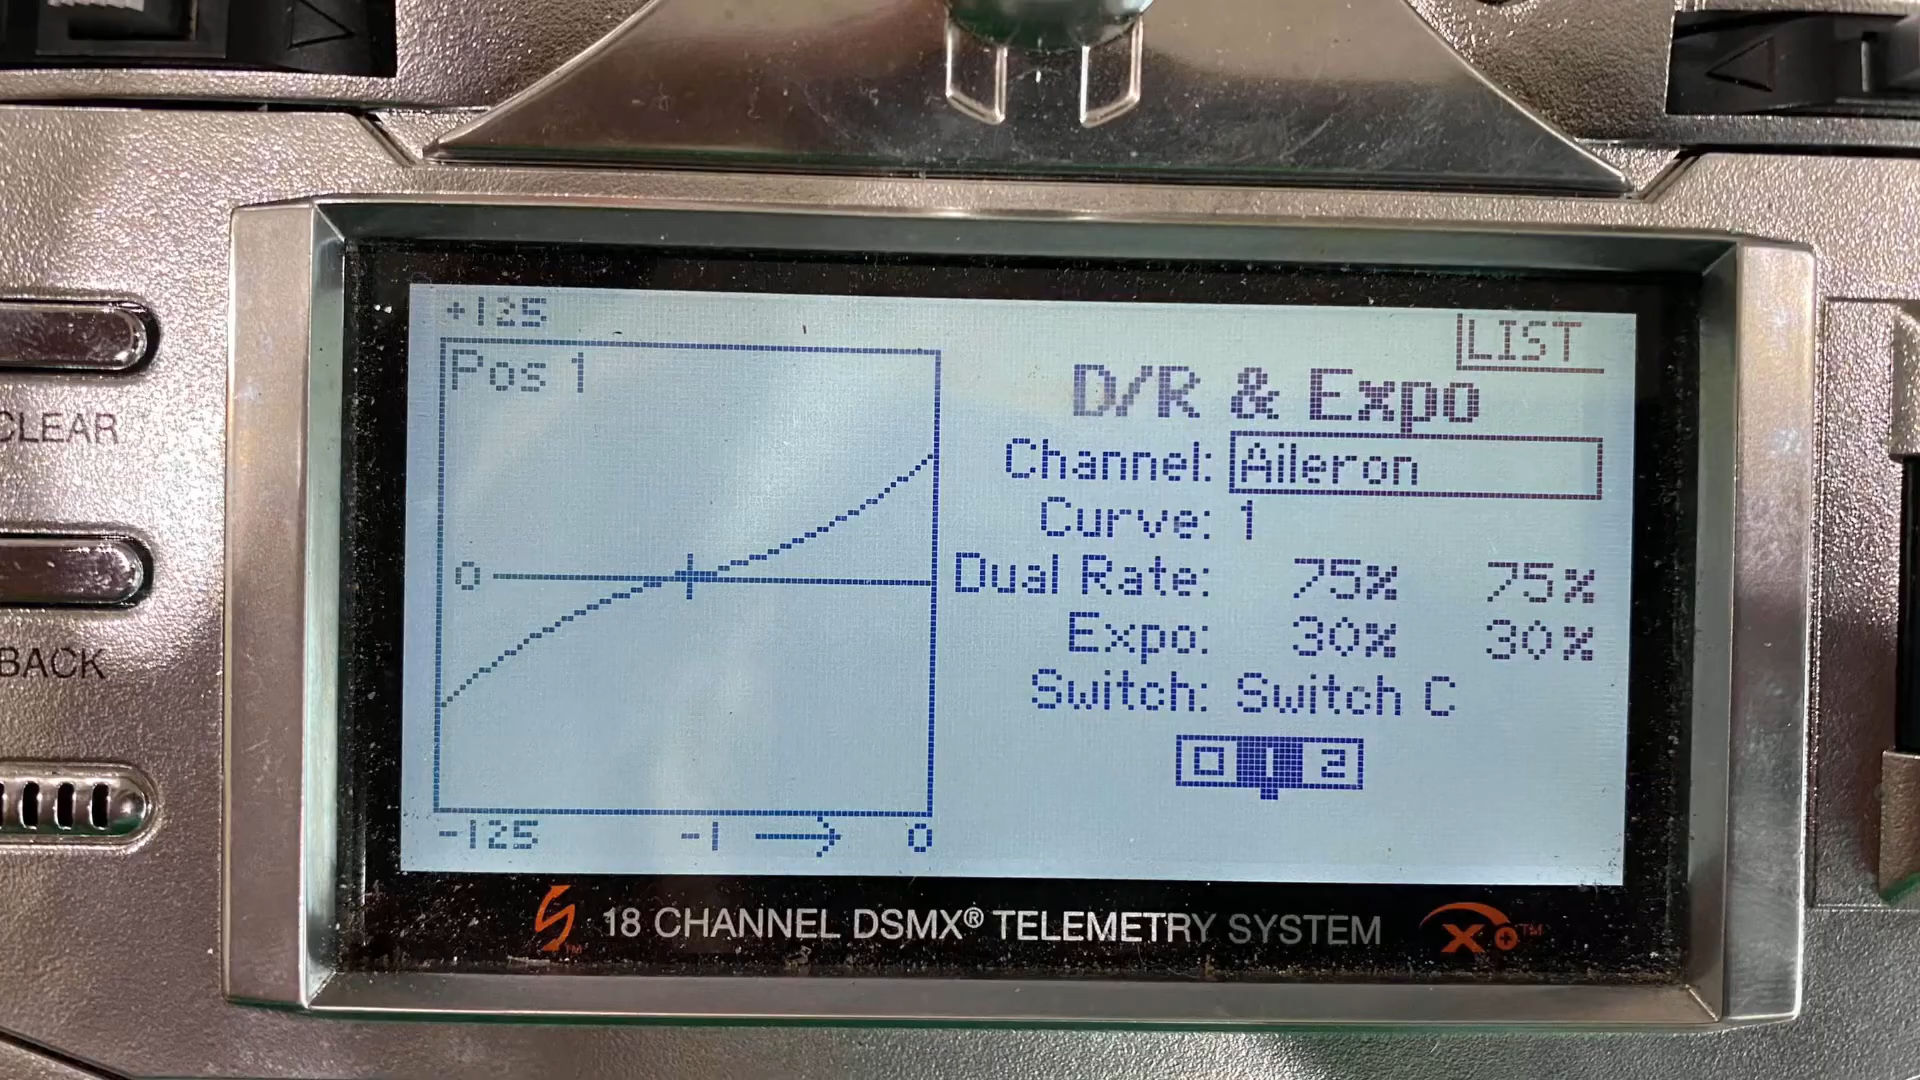 +125
LIST
Pos 1
D/R & Expo
CLEAR
Channel: Aileron
Curve: 1
0
Dual Rate: 75% 75%
Expo: 30% 30%
BACK
Switch: Switch C
0 1 2
-125 -1 0
18 CHANNEL DSMX® TELEMETRY SYSTEM X+™